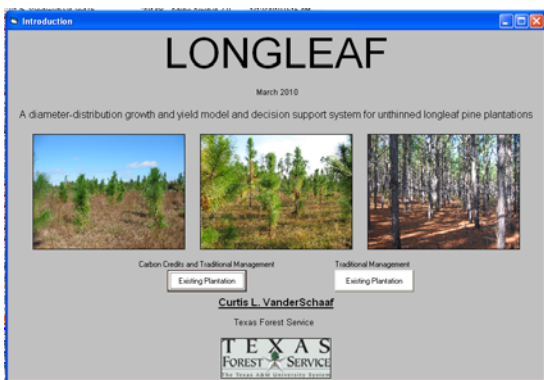 Introduction
LONGLEAF
March 2010
A diameter-distribution growth and yield model and decision support system for unthinned longleaf pine plantations
Carbon Credits and Traditional Management
Traditional Management
Existing Plantation
Existing Plantation
Curtis L. VanderSchaaf
Texas Forest Service
TEXAS
FOREST SERVICE
The Texas A&M University System